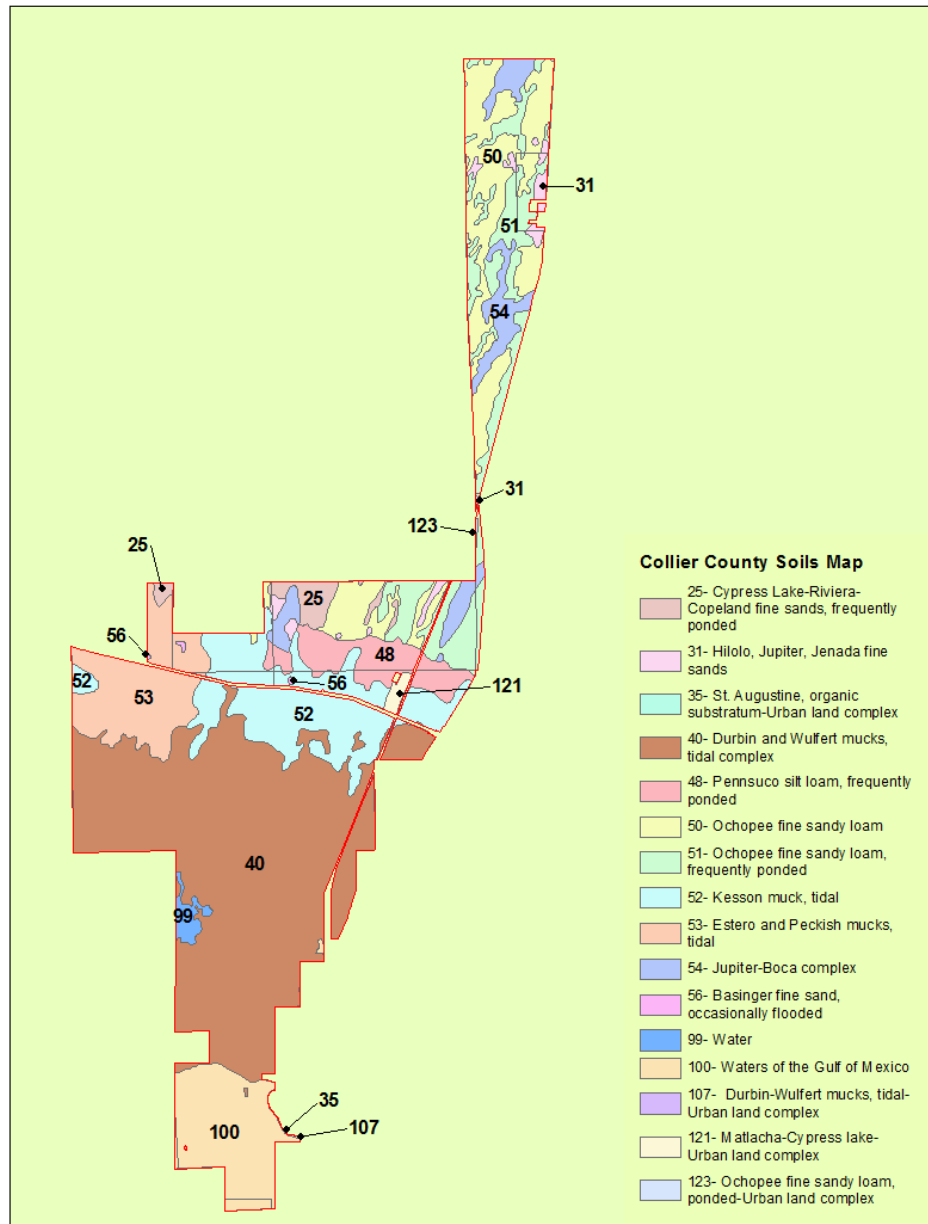 50
31
51
54
31
123
25
25
56
48
52
53
56
121
52
40
99
35
100
107
Collier County Soils Map
25- Cypress Lake-Riviera-
Copeland fine sands, frequently
ponded
31- Hilolo, Jupiter, Jenada fine
sands
35- St. Augustine, organic
substratum-Urban land complex
40- Durbin and Wulfert mucks,
tidal complex
48- Pennsuco silt loam, frequently
ponded
50- Ochopee fine sandy loam
51- Ochopee fine sandy loam,
frequently ponded
52- Kesson muck, tidal
53- Estero and Peckish mucks,
tidal
54- Jupiter-Boca complex
56- Basinger fine sand,
occasionally flooded
99- Water
100- Waters of the Gulf of Mexico
107- Durbin-Wulfert mucks, tidal-
Urban land complex
121- Matlacha-Cypress lake-
Urban land complex
123- Ochopee fine sandy loam,
ponded-Urban land complex